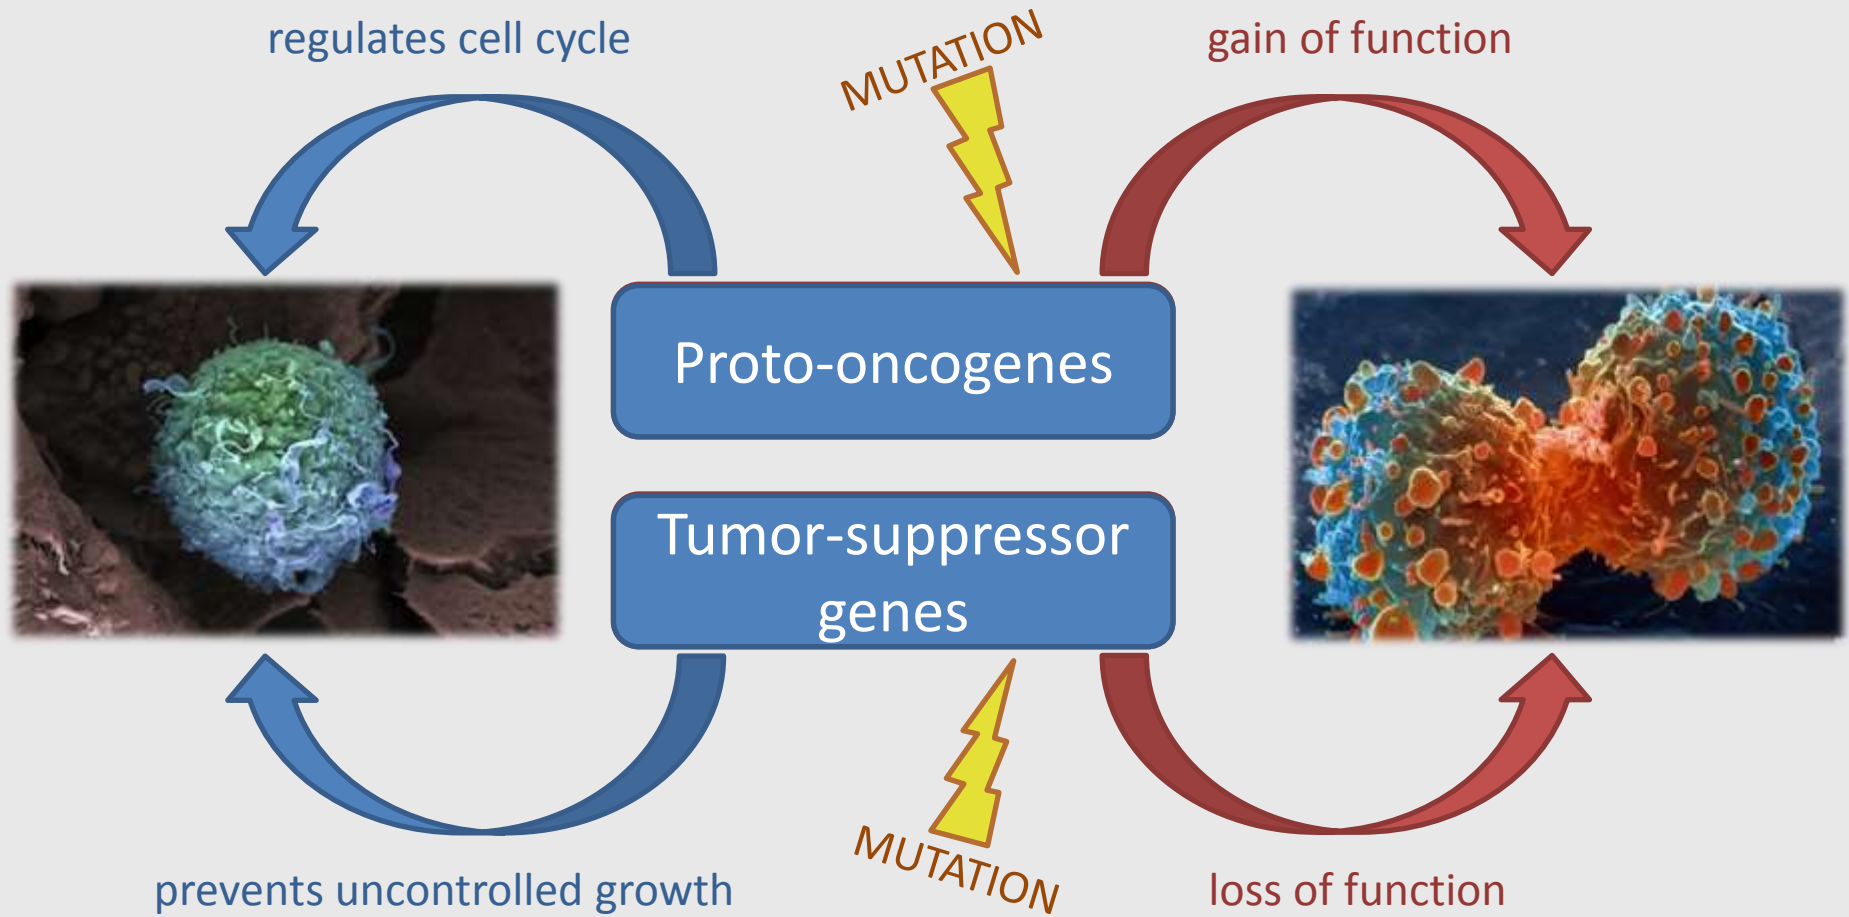 regulates cell cycle
MUTATION
gain of function
Proto-oncogenes
Tumor-suppressor
genes
prevents uncontrolled growth
MUTATION
loss of function